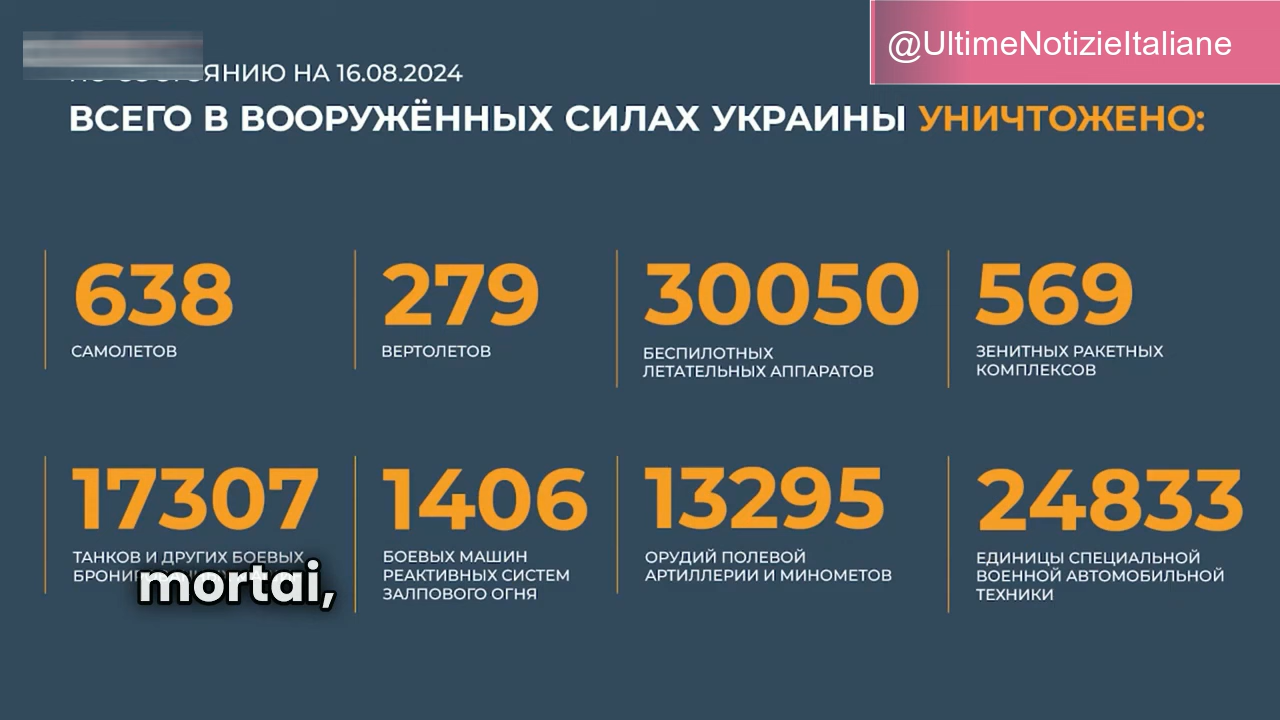 @UltimeNotizieItaliane
НА 16.08.2024
ВСЕГО В ВООРУЖЁННЫХ СИЛАХ УКРАИНЫ УНИЧТОЖЕНО:
638
САМОЛЕТОВ
279
ВЕРТОЛЕТОВ
30050
БЕСПИЛОТНЫХ
ЛЕТАТЕЛЬНЫХ АППАРАТОВ
569
ЗЕНИТНЫХ РАКЕТНЫХ
КОМПЛЕКСОВ
17307
ТАНКОВ И ДРУГИХ БОЕВЫХ
mortai,
1406
БОЕВЫХ МАШИН
РЕАКТИВНЫХ СИСТЕМ
ЗАЛПОВОГО ОГНЯ
13295
ОРУДИЙ ПОЛЕВОЙ
АРТИЛЛЕРИИ И МИНОМЕТОВ
24833
ЕДИНИЦЫ СПЕЦИАЛЬНОЙ
ВОЕННОЙ АВТОМОБИЛЬНОЙ
ТЕХНИКИ